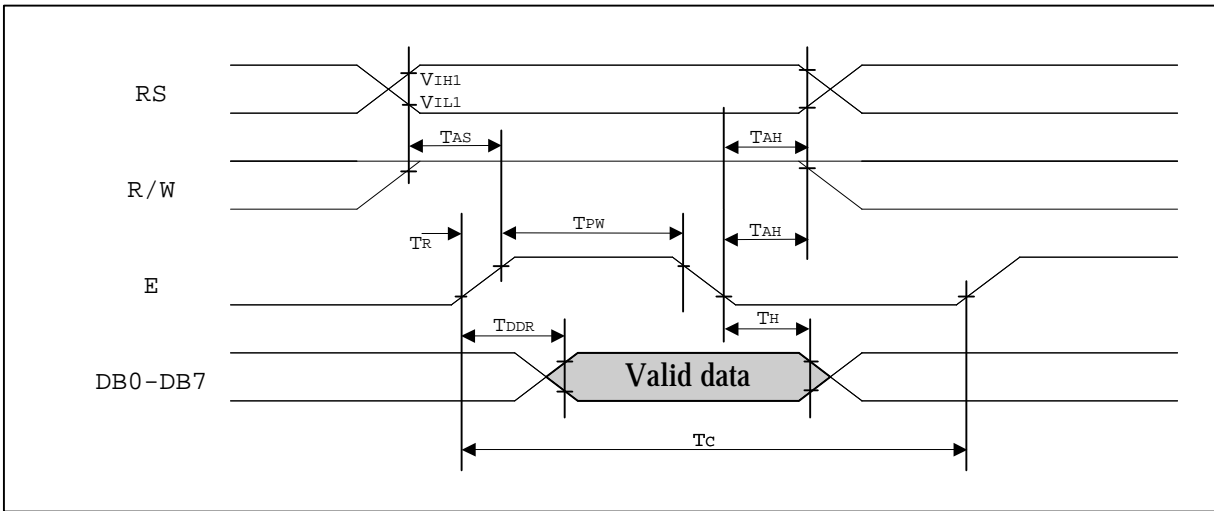 RS
VIH1
VIL1
TAS
TAH
R/W
TPW
TAH
TR
E
TDDR
TH
DB0-DB7
Valid data
TC